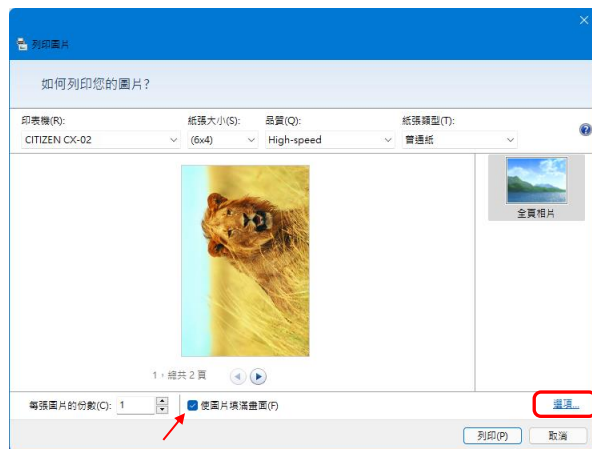 列印圖片
如何列印您的圖片?
印表機(R): 紙張大小(S): 品質(Q): 紙張類型(T):
CITIZEN CX-02 (6x4) High-speed 普通紙
全頁相片
1，總共 2 頁
每張圖片的份數(C): 1 使圖片填滿畫面(F) 選項...
列印(P) 取消